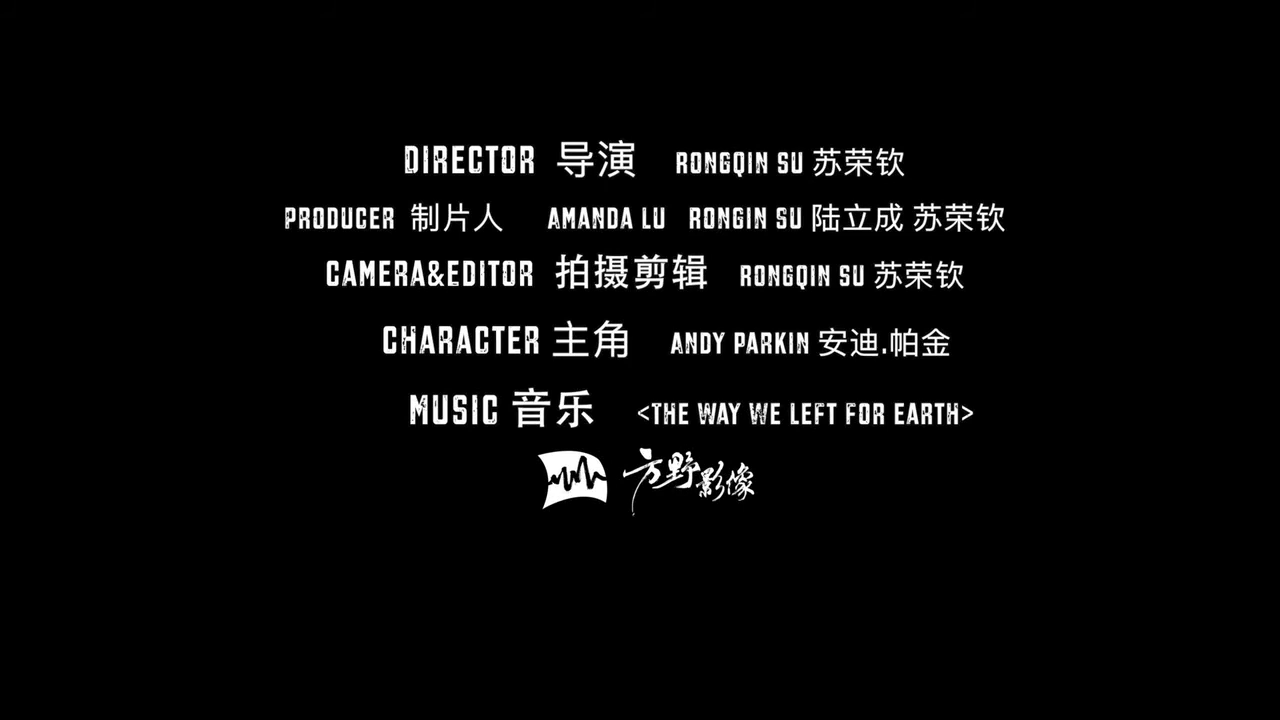 DIRECTOR 导演 RONGQIN SU 苏荣钦
PRODUCER 制片人 AMANDA LU RONGIN SU 陆立成 苏荣钦
CAMERA&EDITOR 拍摄剪辑 RONGQIN SU 苏荣钦
CHARACTER 主角 ANDY PARKIN 安迪.帕金
MUSIC 音乐 <THE WAY WE LEFT FOR EARTH>
方野影像